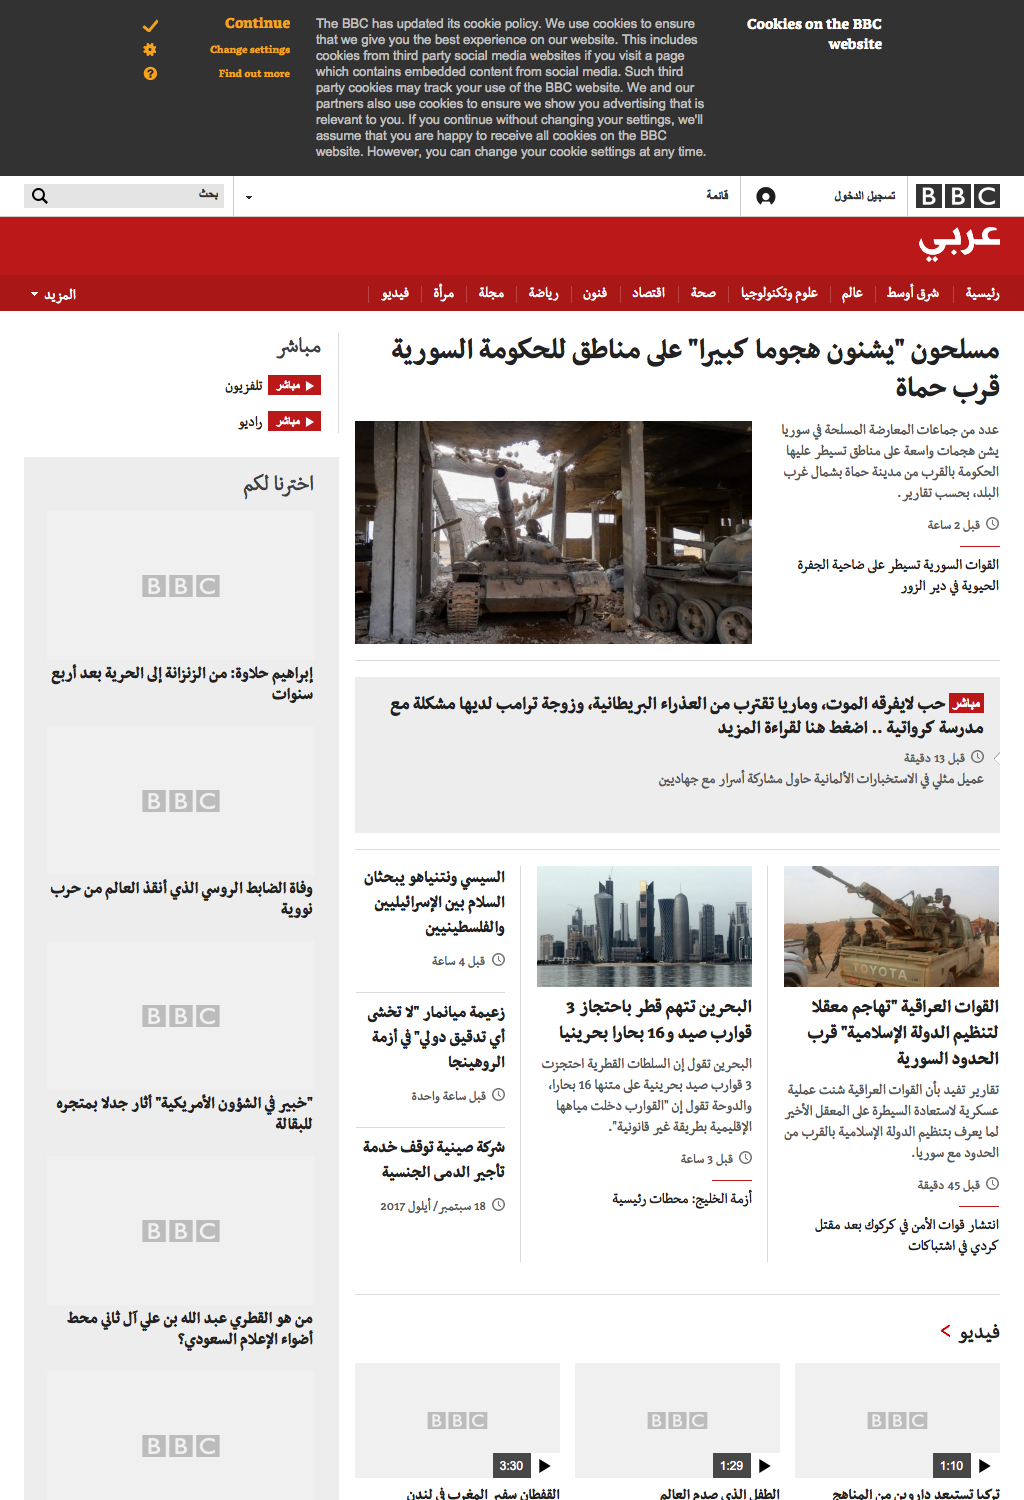 Cookies on the BBC
website
The BBC has updated its cookie policy. We use cookies to ensure
that we give you the best experience on our website. This includes
cookies from third party social media websites if you visit a page
which contains embedded content from social media. Such third
party cookies may track your use of the BBC website. We and our
partners also use cookies to ensure we show you advertising that is
relevant to you. If you continue without changing your settings, we'll
assume that you are happy to receive all cookies on the BBC
website. However, you can change your cookie settings at any time.
Continue
Change settings
Find out more
BBC
تسجيل الدخول
قائمة
بحث
عربي
رئيسية
شرق أوسط
عالم
علوم وتكنولوجيا
صحة
اقتصاد
فنون
رياضة
مجلة
مرأة
فيديو
المزيد
مسلحون "يشنون هجوما كبيرا" على مناطق للحكومة السورية
قرب حماة
عدد من جماعات المعارضة المسلحة في سوريا
يشن هجمات واسعة على مناطق تسيطر عليها
الحكومة بالقرب من مدينة حماة بشمال غرب
البلد، بحسب تقارير.
قبل 2 ساعة
القوات السورية تسيطر على ضاحية الجفرة
الحيوية في دير الزور
مباشر حب لايفرقه الموت، وماريا تقترب من العذراء البريطانية، وزوجة ترامب لديها مشكلة مع
مدرسة كرواتية .. اضغط هنا لقراءة المزيد
قبل 13 دقيقة
عميل مثلي في الاستخبارات الألمانية حاول مشاركة أسرار مع جهاديين
TOYOTA
القوات العراقية "تهاجم معقلا
لتنظيم الدولة الإسلامية" قرب
الحدود السورية
تقارير تفيد بأن القوات العراقية شنت عملية
عسكرية لاستعادة السيطرة على المعقل الأخير
لما يعرف بتنظيم الدولة الإسلامية بالقرب من
الحدود مع سوريا.
قبل 45 دقيقة
انتشار قوات الأمن في كركوك بعد مقتل
كردي في اشتباكات
البحرين تتهم قطر باحتجاز 3
قوارب صيد و16 بحارا بحرينيا
البحرين تقول إن السلطات القطرية احتجزت
3 قوارب صيد بحرينية على متنها 16 بحارا،
والدوحة تقول إن "القوارب دخلت مياهها
الإقليمية بطريقة غير قانونية".
قبل 3 ساعة
أزمة الخليج: محطات رئيسية
السيسي ونتنياهو يبحثان
السلام بين الإسرائيليين
والفلسطينيين
قبل 4 ساعة
زعيمة ميانمار "لا تخشى
أي تدقيق دولي" في أزمة
الروهينجا
قبل ساعة واحدة
شركة صينية توقف خدمة
تأجير الدمى الجنسية
18 سبتمبر/ أيلول 2017
فيديو
BBC
1:10
تركيا تستبعد داروين من المناهج
BBC
1:29
الطفل الذي صدم العالم
BBC
3:30
القفطان سفير المغرب في لندن
مباشر
مباشر تلفزيون
مباشر راديو
اخترنا لكم
BBC
إبراهيم حلاوة: من الزنزانة إلى الحرية بعد أربع
سنوات
BBC
وفاة الضابط الروسي الذي أنقذ العالم من حرب
نووية
BBC
"خبير في الشؤون الأمريكية" أثار جدلا بمتجره
للبقالة
BBC
من هو القطري عبد الله بن علي آل ثاني محط
أضواء الإعلام السعودي؟
BBC